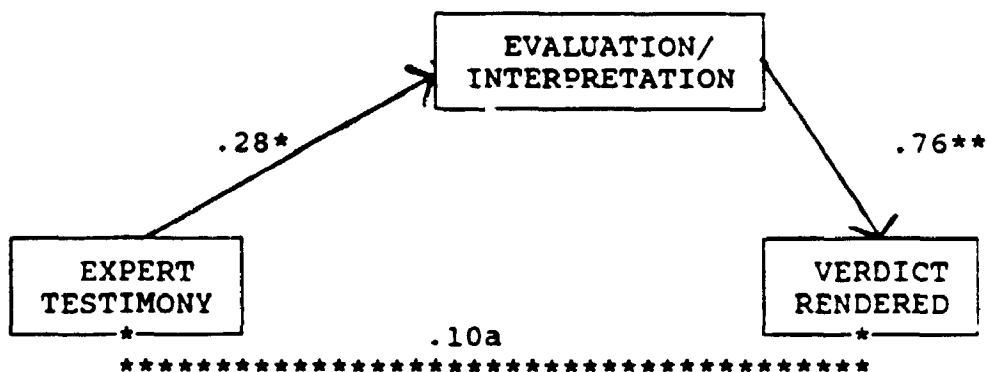 EVALUATION/
INTERPRETATION
.28*
.76**
EXPERT
TESTIMONY
VERDICT
RENDERED
.10a